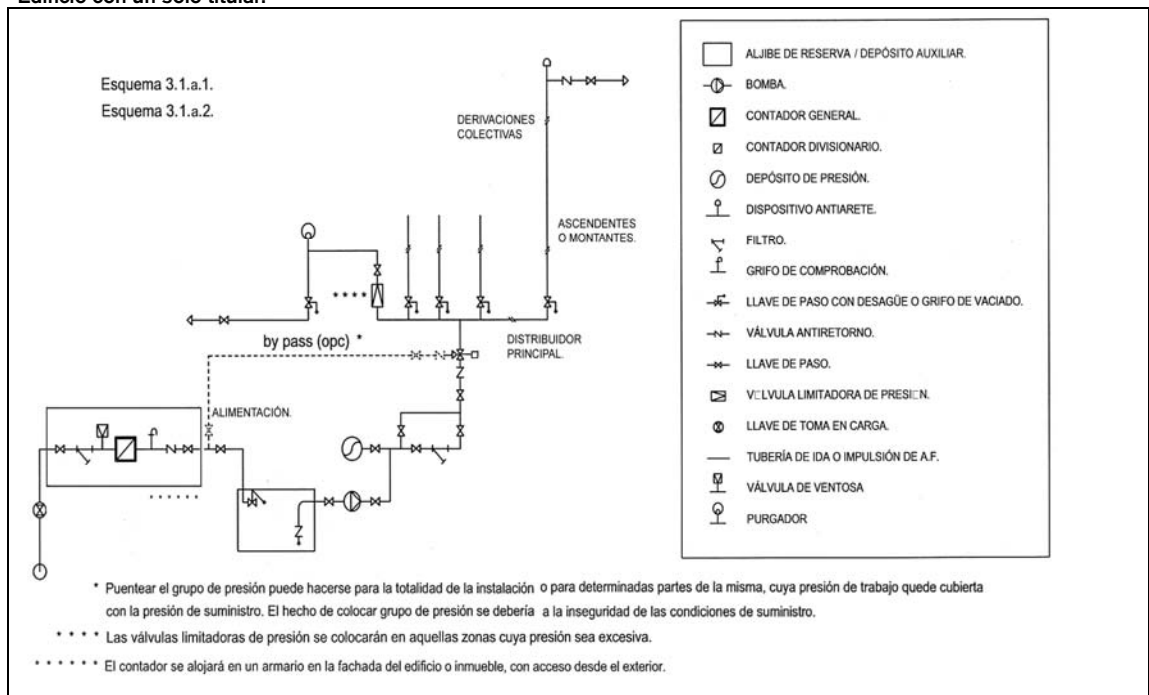 Edificio con un solo titular.
Esquema 3.1.a.1.
Esquema 3.1.a.2.
DERIVACIONES
COLECTIVAS
ASCENDENTES
O MONTANTES.
* * * *
by pass (opc) *
DISTRIBUIDOR
PRINCIPAL.
ALIMENTACIÓN.
* * * * * *
ALJIBE DE RESERVA / DEPÓSITO AUXILIAR.
BOMBA.
CONTADOR GENERAL.
CONTADOR DIVISIONARIO.
DEPÓSITO DE PRESIÓN.
DISPOSITIVO ANTIARETE.
FILTRO.
GRIFO DE COMPROBACIÓN.
LLAVE DE PASO CON DESAGÜE O GRIFO DE VACIADO.
VÁLVULA ANTIRETORNO.
LLAVE DE PASO.
V□LVULA LIMITADORA DE PRESI□N.
LLAVE DE TOMA EN CARGA.
TUBERÍA DE IDA O IMPULSIÓN DE A.F.
VÁLVULA DE VENTOSA
PURGADOR
* Puentear el grupo de presión puede hacerse para la totalidad de la instalación o para determinadas partes de la misma, cuya presión de trabajo quede cubierta
con la presión de suministro. El hecho de colocar grupo de presión se debería a la inseguridad de las condiciones de suministro.
* * * * Las válvulas limitadoras de presión se colocarán en aquellas zonas cuya presión sea excesiva.
* * * * * * El contador se alojará en un armario en la fachada del edificio o inmueble, con acceso desde el exterior.